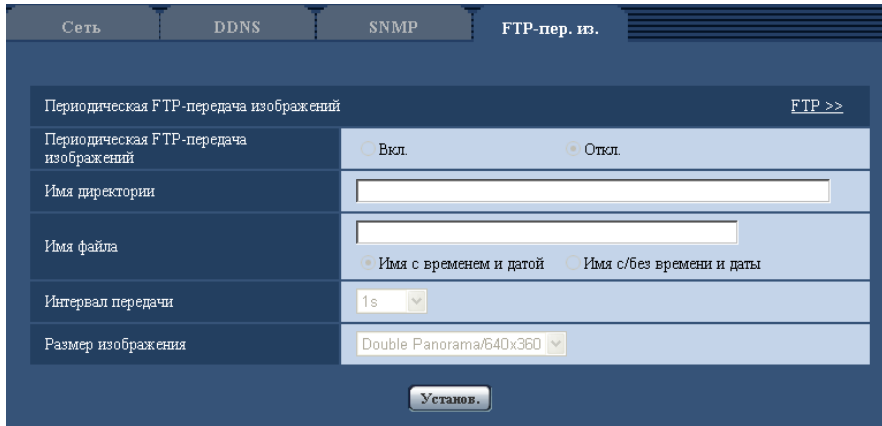 Сеть DDNS SNMP FTP-пер. из.
Периодическая FTP-передача изображений FTP >>
Периодическая FTP-передача
изображений
Вкл. Откл.
Имя директории
Имя файла
Имя с временем и датой Имя с/без времени и даты
Интервал передачи 1s
Размер изображения Double Panorama/640x360
Установ.